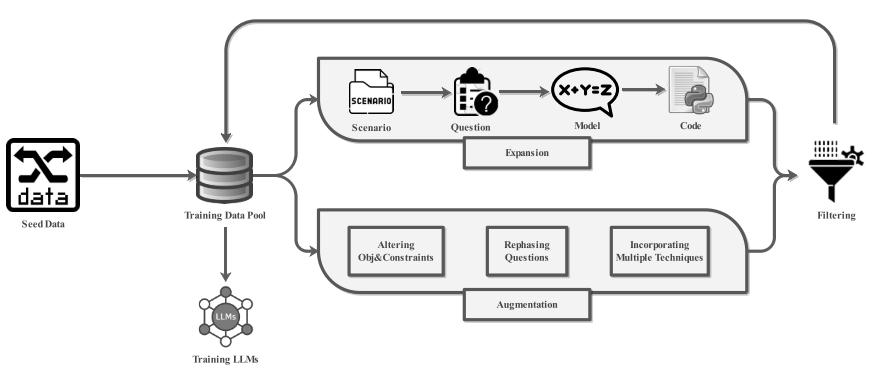 SCENARIO
X+Y=Z
Scenario
Question
Model
Code
Expansion
data
Seed Data
Training Data Pool
Filtering
Altering
Obj&Constraints
Rephasing
Questions
Incorporating
Multiple Techniques
Augmentation
LLMs
Training LLMs